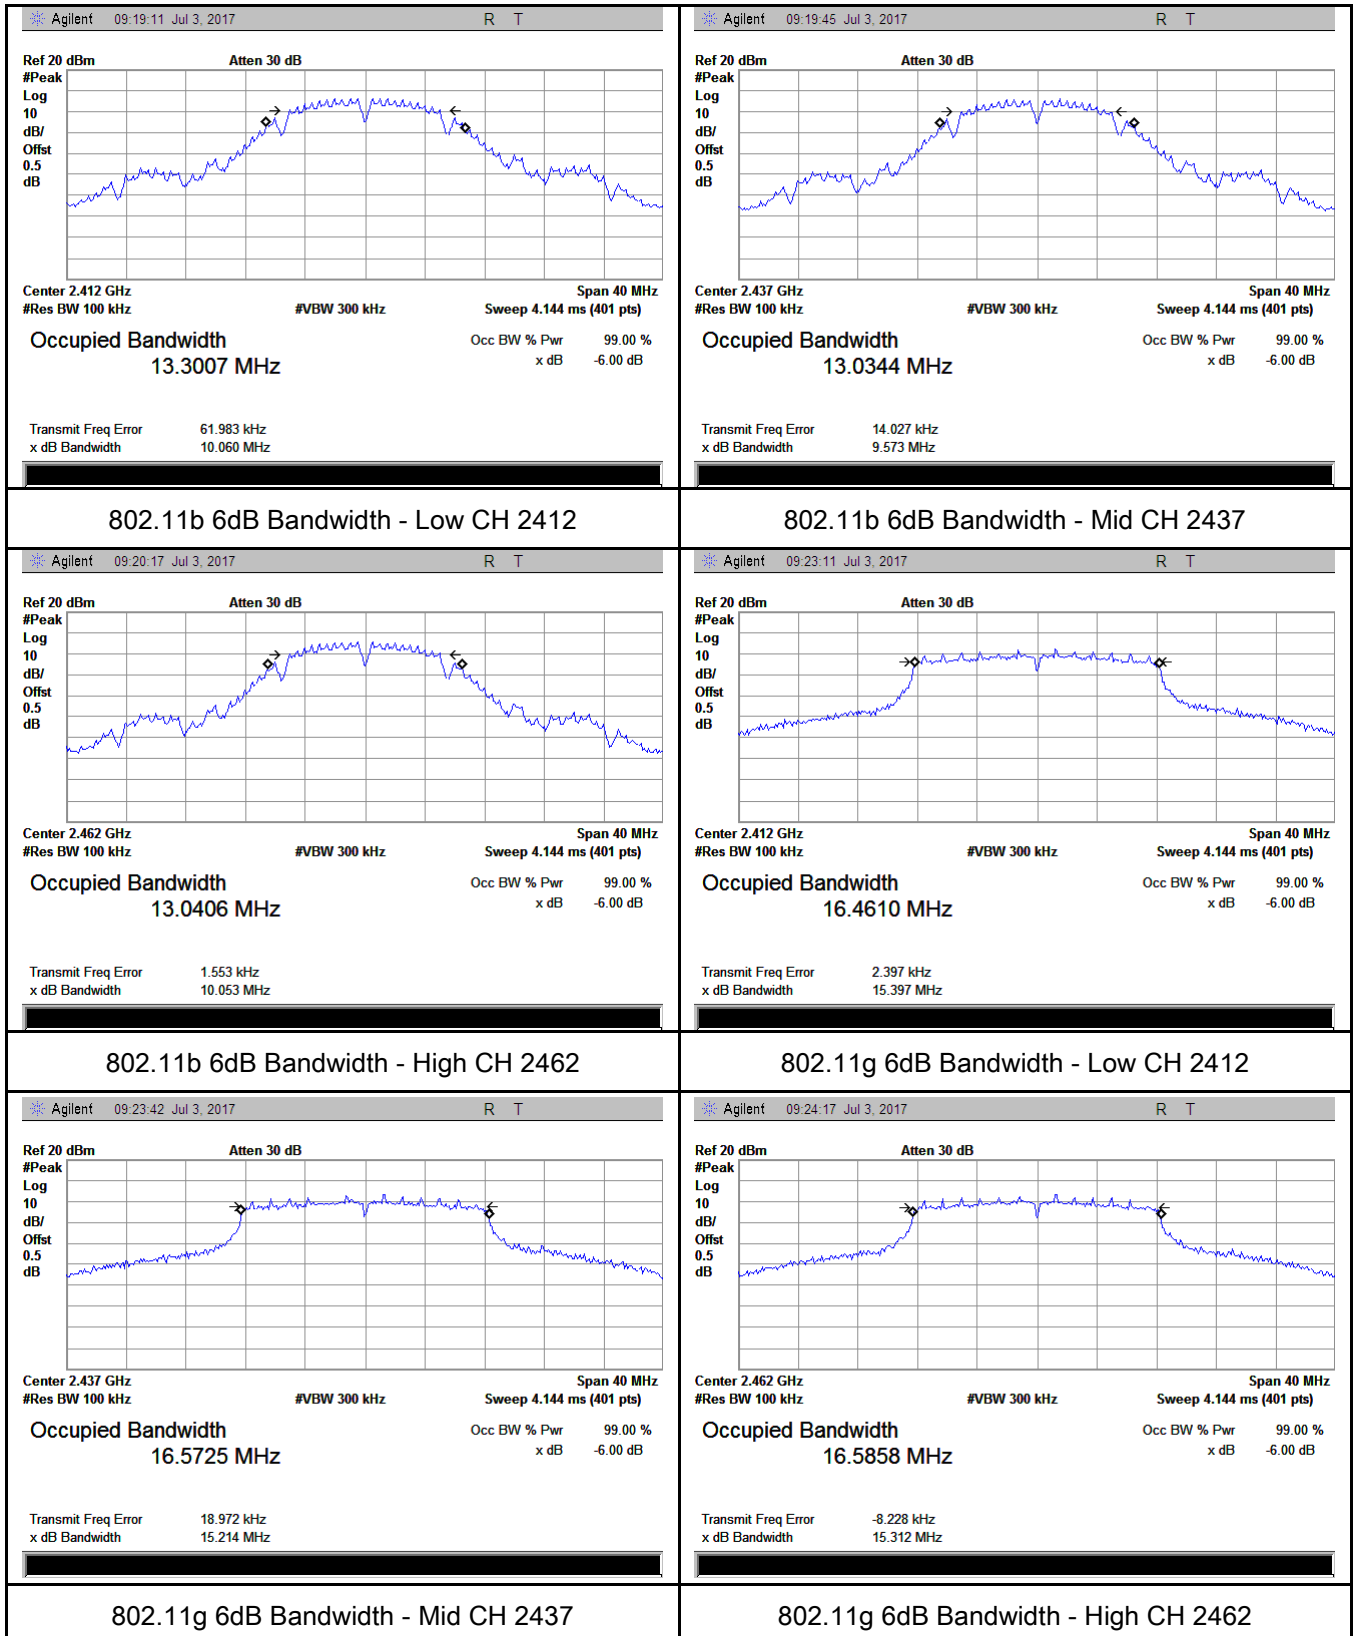 Agilent 09:19:11 Jul 3, 2017 R T
Ref 20 dBm Atten 30 dB
#Peak
Log
10
dB/
Offst
0.5
dB
Center 2.412 GHz Span 40 MHz
#Res BW 100 kHz #VBW 300 kHz Sweep 4.144 ms (401 pts)
Occupied Bandwidth Occ BW % Pwr 99.00 %
13.3007 MHz x dB -6.00 dB
Transmit Freq Error 61.983 kHz
x dB Bandwidth 10.060 MHz
802.11b 6dB Bandwidth - Low CH 2412
Agilent 09:19:45 Jul 3, 2017 R T
Ref 20 dBm Atten 30 dB
#Peak
Log
10
dB/
Offst
0.5
dB
Center 2.437 GHz Span 40 MHz
#Res BW 100 kHz #VBW 300 kHz Sweep 4.144 ms (401 pts)
Occupied Bandwidth Occ BW % Pwr 99.00 %
13.0344 MHz x dB -6.00 dB
Transmit Freq Error 14.027 kHz
x dB Bandwidth 9.573 MHz
802.11b 6dB Bandwidth - Mid CH 2437
Agilent 09:20:17 Jul 3, 2017 R T
Ref 20 dBm Atten 30 dB
#Peak
Log
10
dB/
Offst
0.5
dB
Center 2.462 GHz Span 40 MHz
#Res BW 100 kHz #VBW 300 kHz Sweep 4.144 ms (401 pts)
Occupied Bandwidth Occ BW % Pwr 99.00 %
13.0406 MHz x dB -6.00 dB
Transmit Freq Error 1.553 kHz
x dB Bandwidth 10.053 MHz
802.11b 6dB Bandwidth - High CH 2462
Agilent 09:23:11 Jul 3, 2017 R T
Ref 20 dBm Atten 30 dB
#Peak
Log
10
dB/
Offst
0.5
dB
Center 2.412 GHz Span 40 MHz
#Res BW 100 kHz #VBW 300 kHz Sweep 4.144 ms (401 pts)
Occupied Bandwidth Occ BW % Pwr 99.00 %
16.4610 MHz x dB -6.00 dB
Transmit Freq Error 2.397 kHz
x dB Bandwidth 15.397 MHz
802.11g 6dB Bandwidth - Low CH 2412
Agilent 09:23:42 Jul 3, 2017 R T
Ref 20 dBm Atten 30 dB
#Peak
Log
10
dB/
Offst
0.5
dB
Center 2.437 GHz Span 40 MHz
#Res BW 100 kHz #VBW 300 kHz Sweep 4.144 ms (401 pts)
Occupied Bandwidth Occ BW % Pwr 99.00 %
16.5725 MHz x dB -6.00 dB
Transmit Freq Error 18.972 kHz
x dB Bandwidth 15.214 MHz
802.11g 6dB Bandwidth - Mid CH 2437
Agilent 09:24:17 Jul 3, 2017 R T
Ref 20 dBm Atten 30 dB
#Peak
Log
10
dB/
Offst
0.5
dB
Center 2.462 GHz Span 40 MHz
#Res BW 100 kHz #VBW 300 kHz Sweep 4.144 ms (401 pts)
Occupied Bandwidth Occ BW % Pwr 99.00 %
16.5858 MHz x dB -6.00 dB
Transmit Freq Error -8.228 kHz
x dB Bandwidth 15.312 MHz
802.11g 6dB Bandwidth - High CH 2462